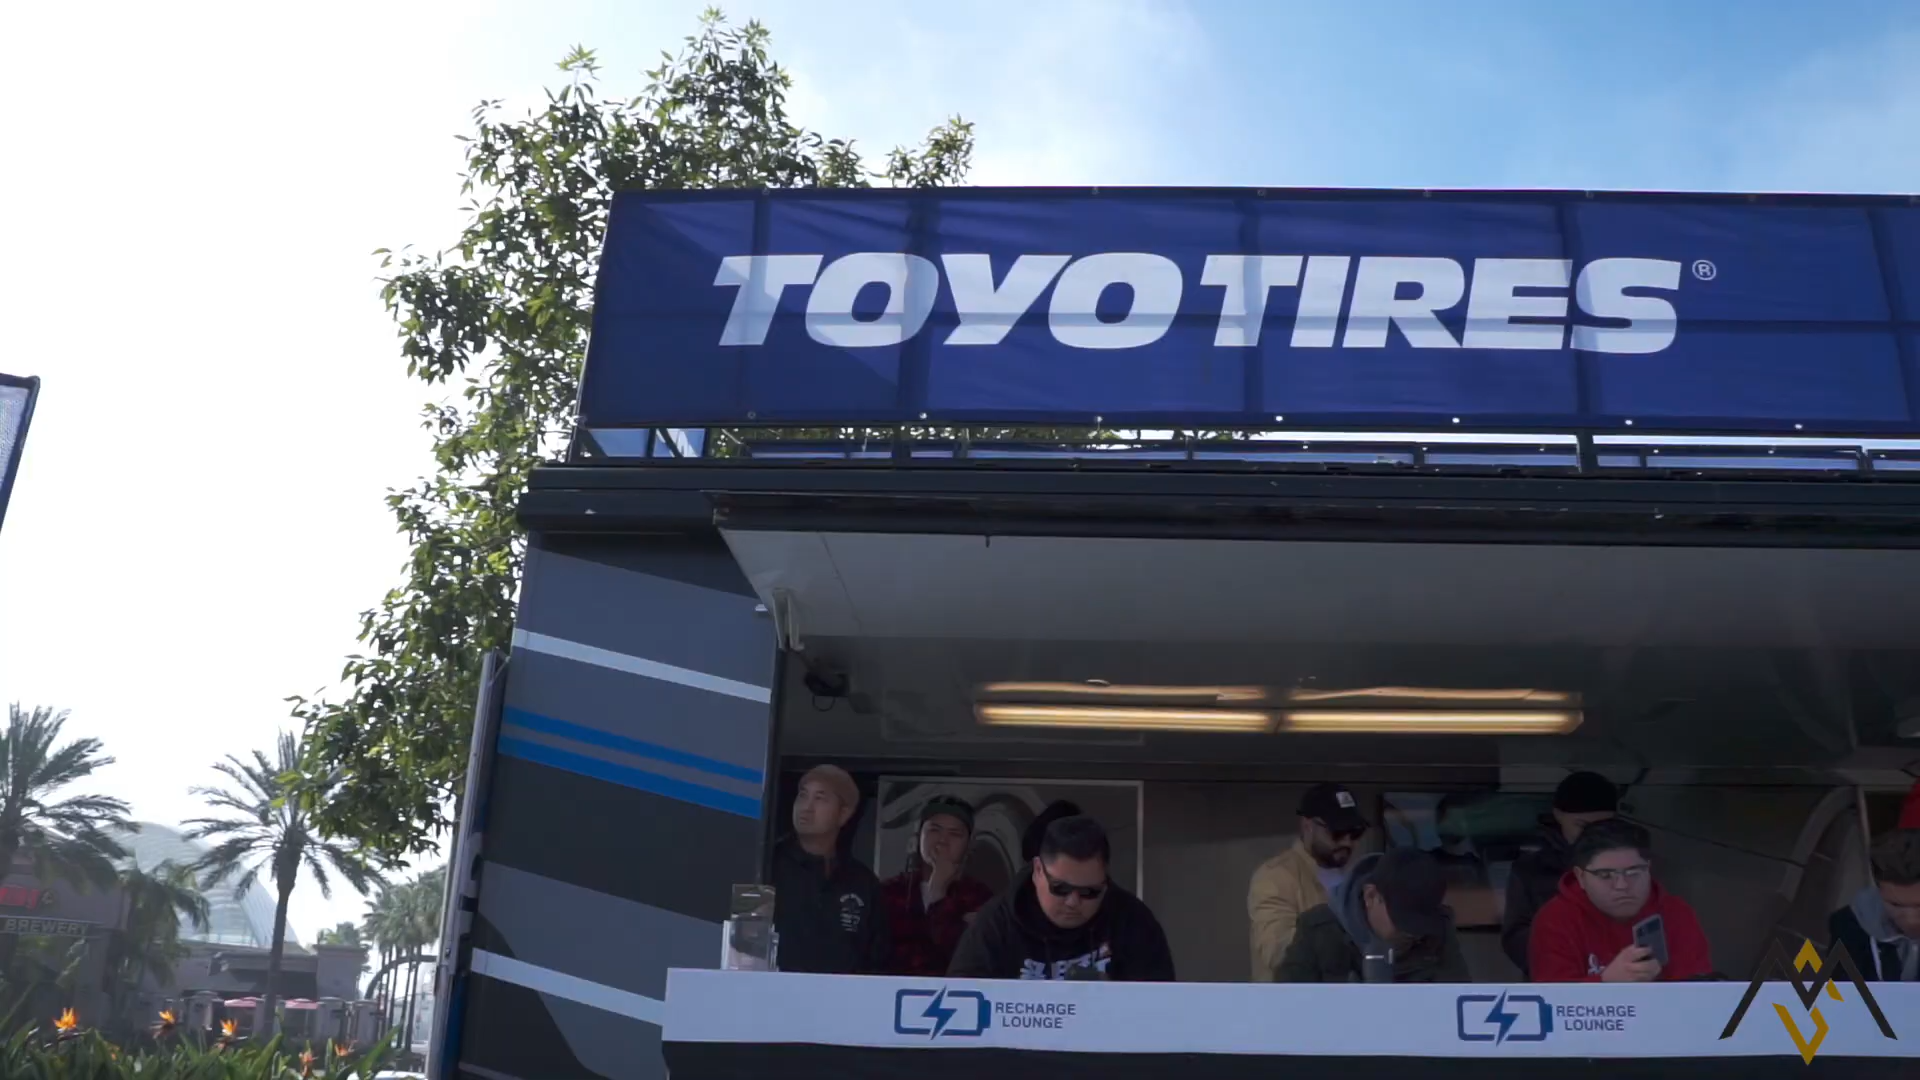 TOYO TIRES®
BREWERY
RECHARGE
LOUNGE
RECHARGE
LOUNGE